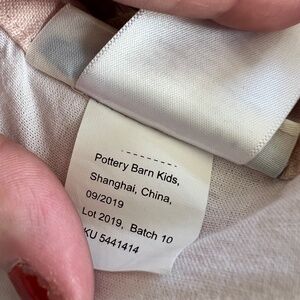 Pottery Barn Kids,
Shanghai, China,
09/2019
Lot 2019, Batch 10
KU 5441414